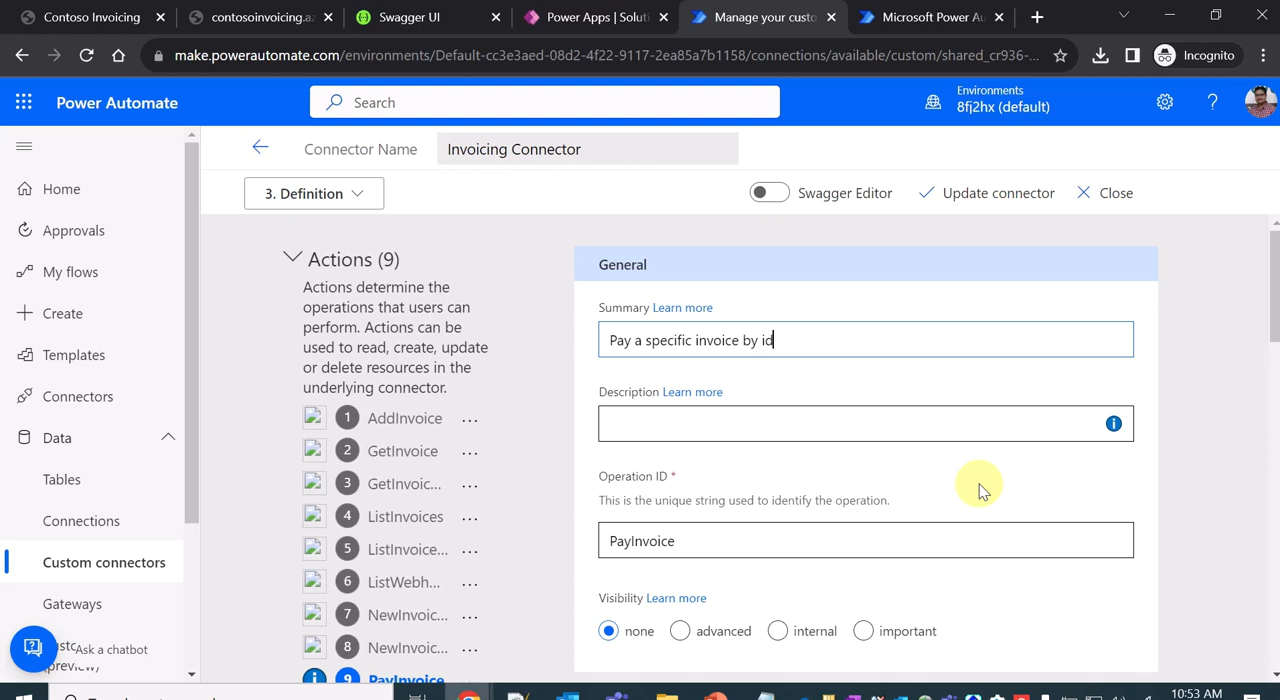 Contoso Invoicing
contosoinvoicing.az
Swagger UI
Power Apps | Soluti
Manage your custo
Microsoft Power Au
make.powerautomate.com/environments/Default-cc3e3aed-08d2-4f22-9117-2ea85a7b1158/connections/available/custom/shared_cr936-...
Incognito
Power Automate
Search
Environments
8fj2hx (default)
Connector Name
Invoicing Connector
3. Definition
Swagger Editor
Update connector
Close
Home
Approvals
My flows
Create
Templates
Connectors
Data
Tables
Connections
Custom connectors
Gateways
Ask a chatbot
(preview)
Actions (9)
Actions determine the
operations that users can
perform. Actions can be
used to read, create, update
or delete resources in the
underlying connector.
1 AddInvoice ...
2 GetInvoice ...
3 GetInvoic... ...
4 ListInvoices ...
5 ListInvoice... ...
6 ListWebh... ...
7 NewInvoic... ...
8 NewInvoic... ...
9 PayInvoice
General
Summary Learn more
Pay a specific invoice by id
Description Learn more
Operation ID *
This is the unique string used to identify the operation.
PayInvoice
Visibility Learn more
none
advanced
internal
important
10:53 AM